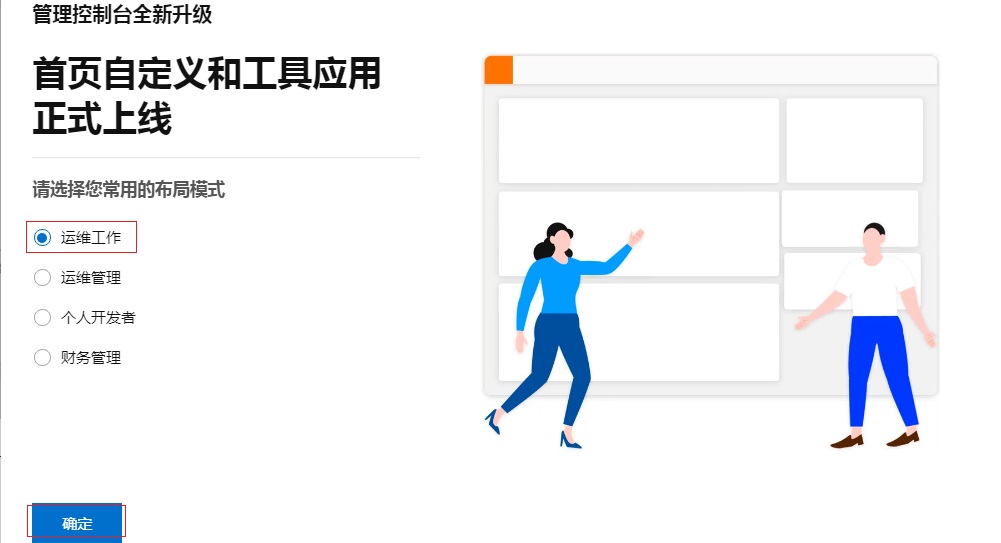 管理控制台全新升级
首页自定义和工具应用
正式上线
请选择您常用的布局模式
运维工作
运维管理
个人开发者
财务管理
确定